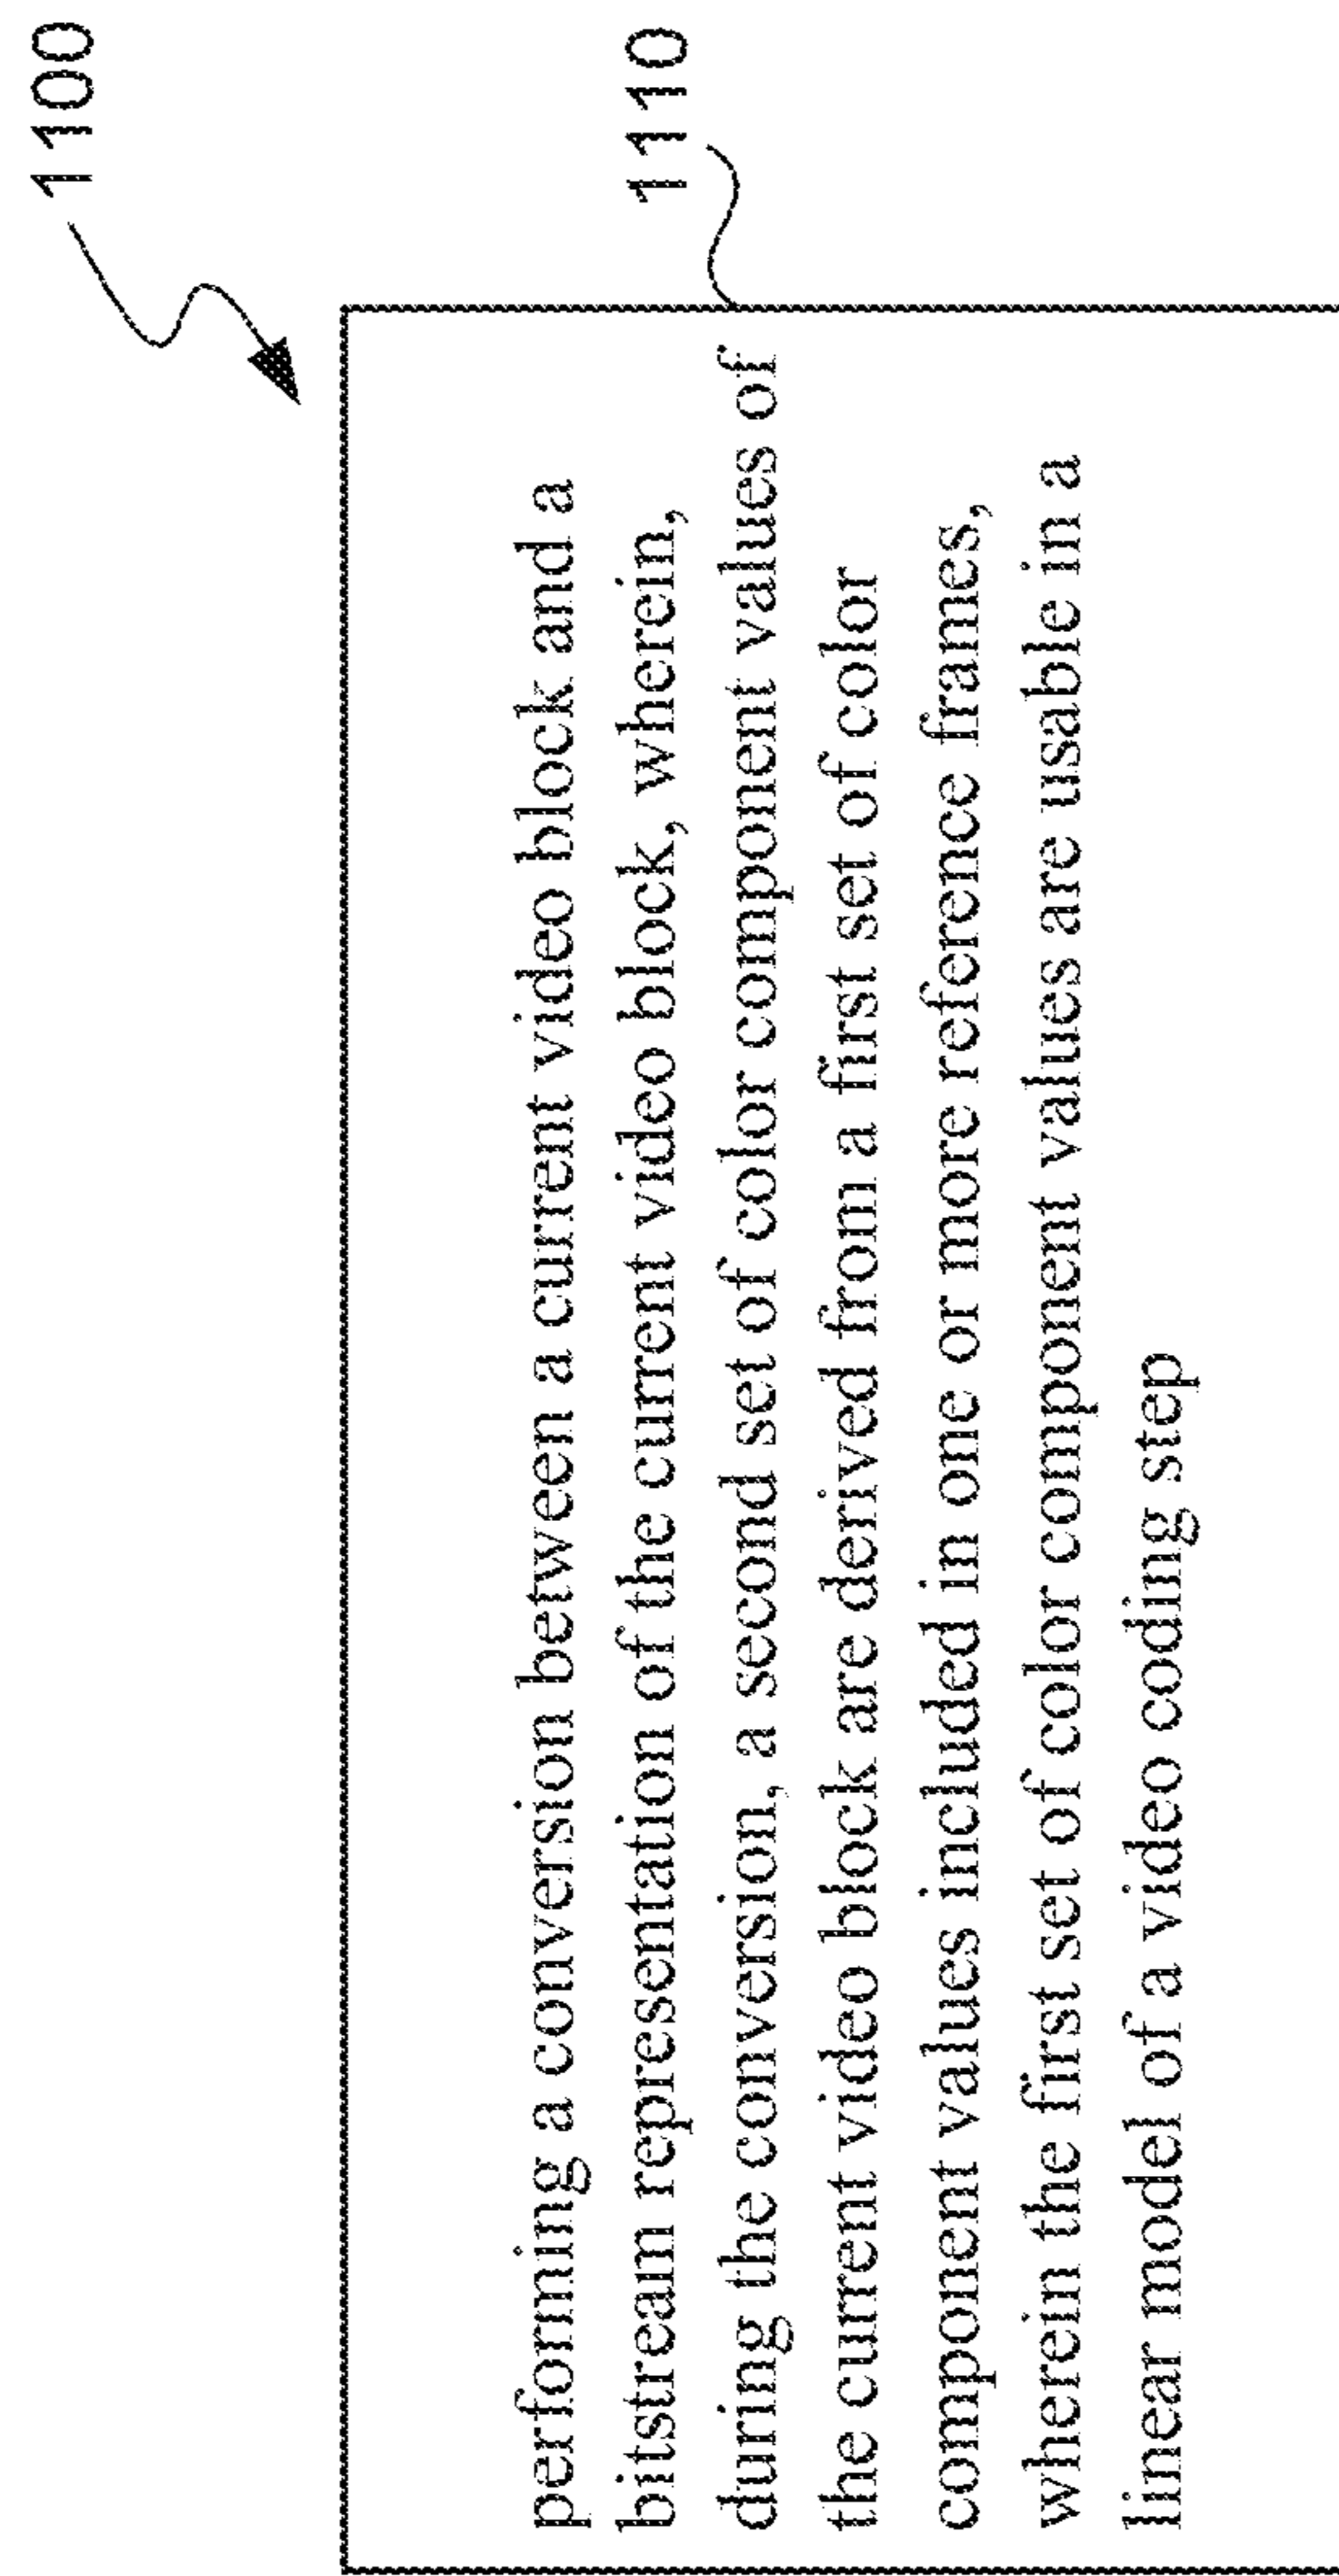 1100
1110
performing a conversion between a current video block and a
bitstream representation of the current video block, wherein,
during the conversion, a second set of color component values of
the current video block are derived from a first set of color
component values included in one or more reference frames,
wherein the first set of color component values are usable in a
linear model of a video coding step